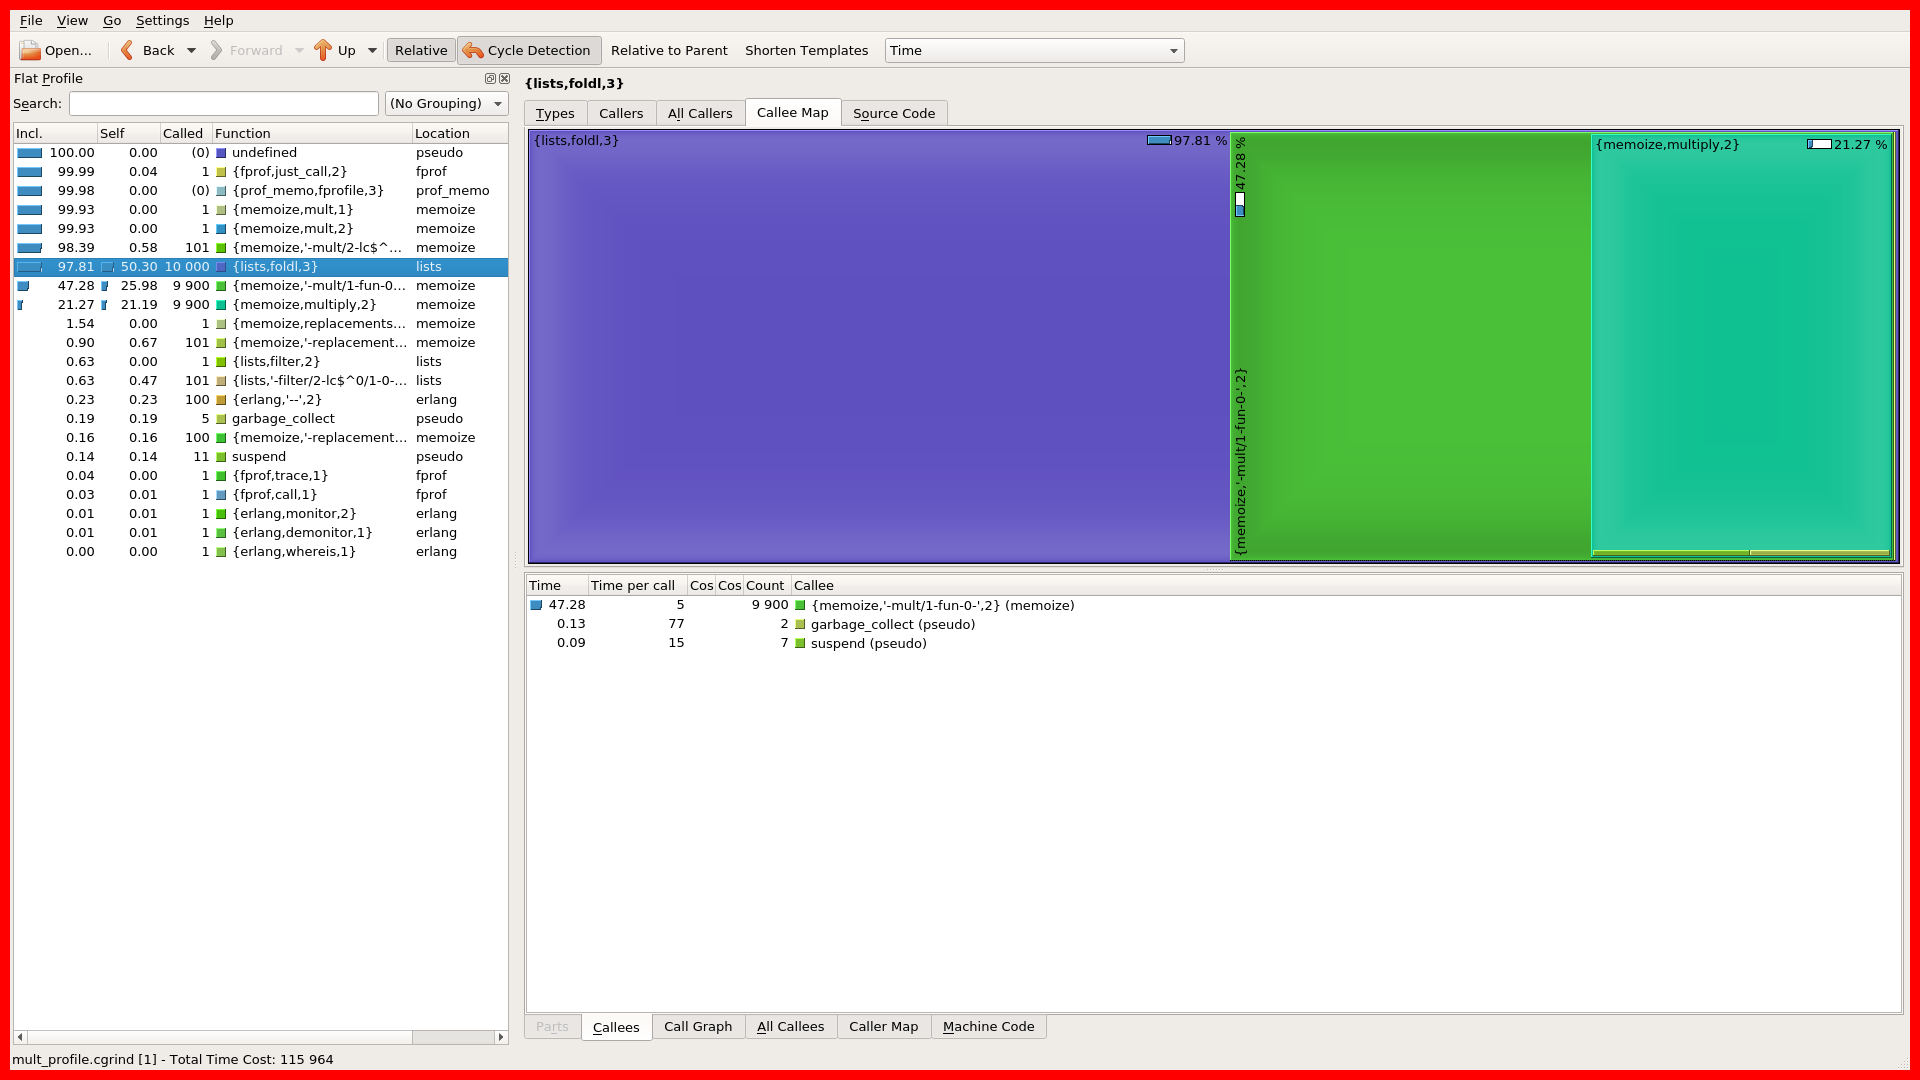 File View Go Settings Help
Open... Back Forward Up Relative Cycle Detection Relative to Parent Shorten Templates Time
Flat Profile
Search: (No Grouping)
Incl. Self Called Function Location
100.00 0.00 (0) undefined pseudo
99.99 0.04 1 {fprof,just_call,2} fprof
99.98 0.00 (0) {prof_memo,fprofile,3} prof_memo
99.93 0.00 1 {memoize,mult,1} memoize
99.93 0.00 1 {memoize,mult,2} memoize
98.39 0.58 101 {memoize,'-mult/2-lc$^... memoize
97.81 50.30 10 000 {lists,foldl,3} lists
47.28 25.98 9 900 {memoize,'-mult/1-fun-0... memoize
21.27 21.19 9 900 {memoize,multiply,2} memoize
1.54 0.00 1 {memoize,replacements... memoize
0.90 0.67 101 {memoize,'-replacement... memoize
0.63 0.00 1 {lists,filter,2} lists
0.63 0.47 101 {lists,'-filter/2-lc$^0/1-0-... lists
0.23 0.23 100 {erlang,'--',2} erlang
0.19 0.19 5 garbage_collect pseudo
0.16 0.16 100 {memoize,'-replacement... memoize
0.14 0.14 11 suspend pseudo
0.04 0.00 1 {fprof,trace,1} fprof
0.03 0.01 1 {fprof,call,1} fprof
0.01 0.01 1 {erlang,monitor,2} erlang
0.01 0.01 1 {erlang,demonitor,1} erlang
0.00 0.00 1 {erlang,whereis,1} erlang
{lists,foldl,3}
Types Callers All Callers Callee Map Source Code
{lists,foldl,3} 97.81 %
{memoize,'-mult/1-fun-0-',2} 47.28 %
{memoize,multiply,2} 21.27 %
Time Time per call Cos Cos Count Callee
47.28 5 9 900 {memoize,'-mult/1-fun-0-',2} (memoize)
0.13 77 2 garbage_collect (pseudo)
0.09 15 7 suspend (pseudo)
Parts Callees Call Graph All Callees Caller Map Machine Code
mult_profile.cgrind [1] - Total Time Cost: 115 964